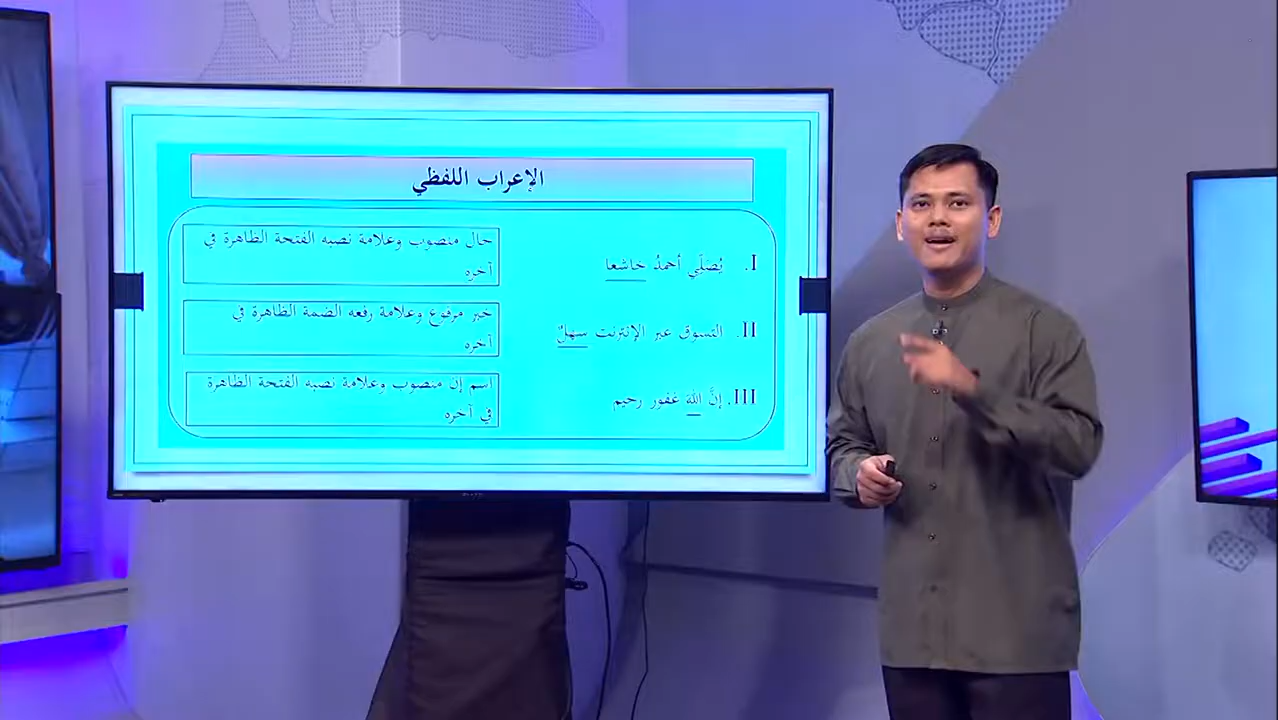 الإعراب اللفظي
I. يُصَلِّي أحمدُ خاشعا
حال منصوب وعلامة نصبه الفتحة الظاهرة في
آخره
II. التسوق عبر الإنترنت سهلٌ
خبر مرفوع وعلامة رفعه الضمة الظاهرة في
آخره
III. إنَّ اللهَ غفور رحيم
اسم إن منصوب وعلامة نصبه الفتحة الظاهرة
في آخره